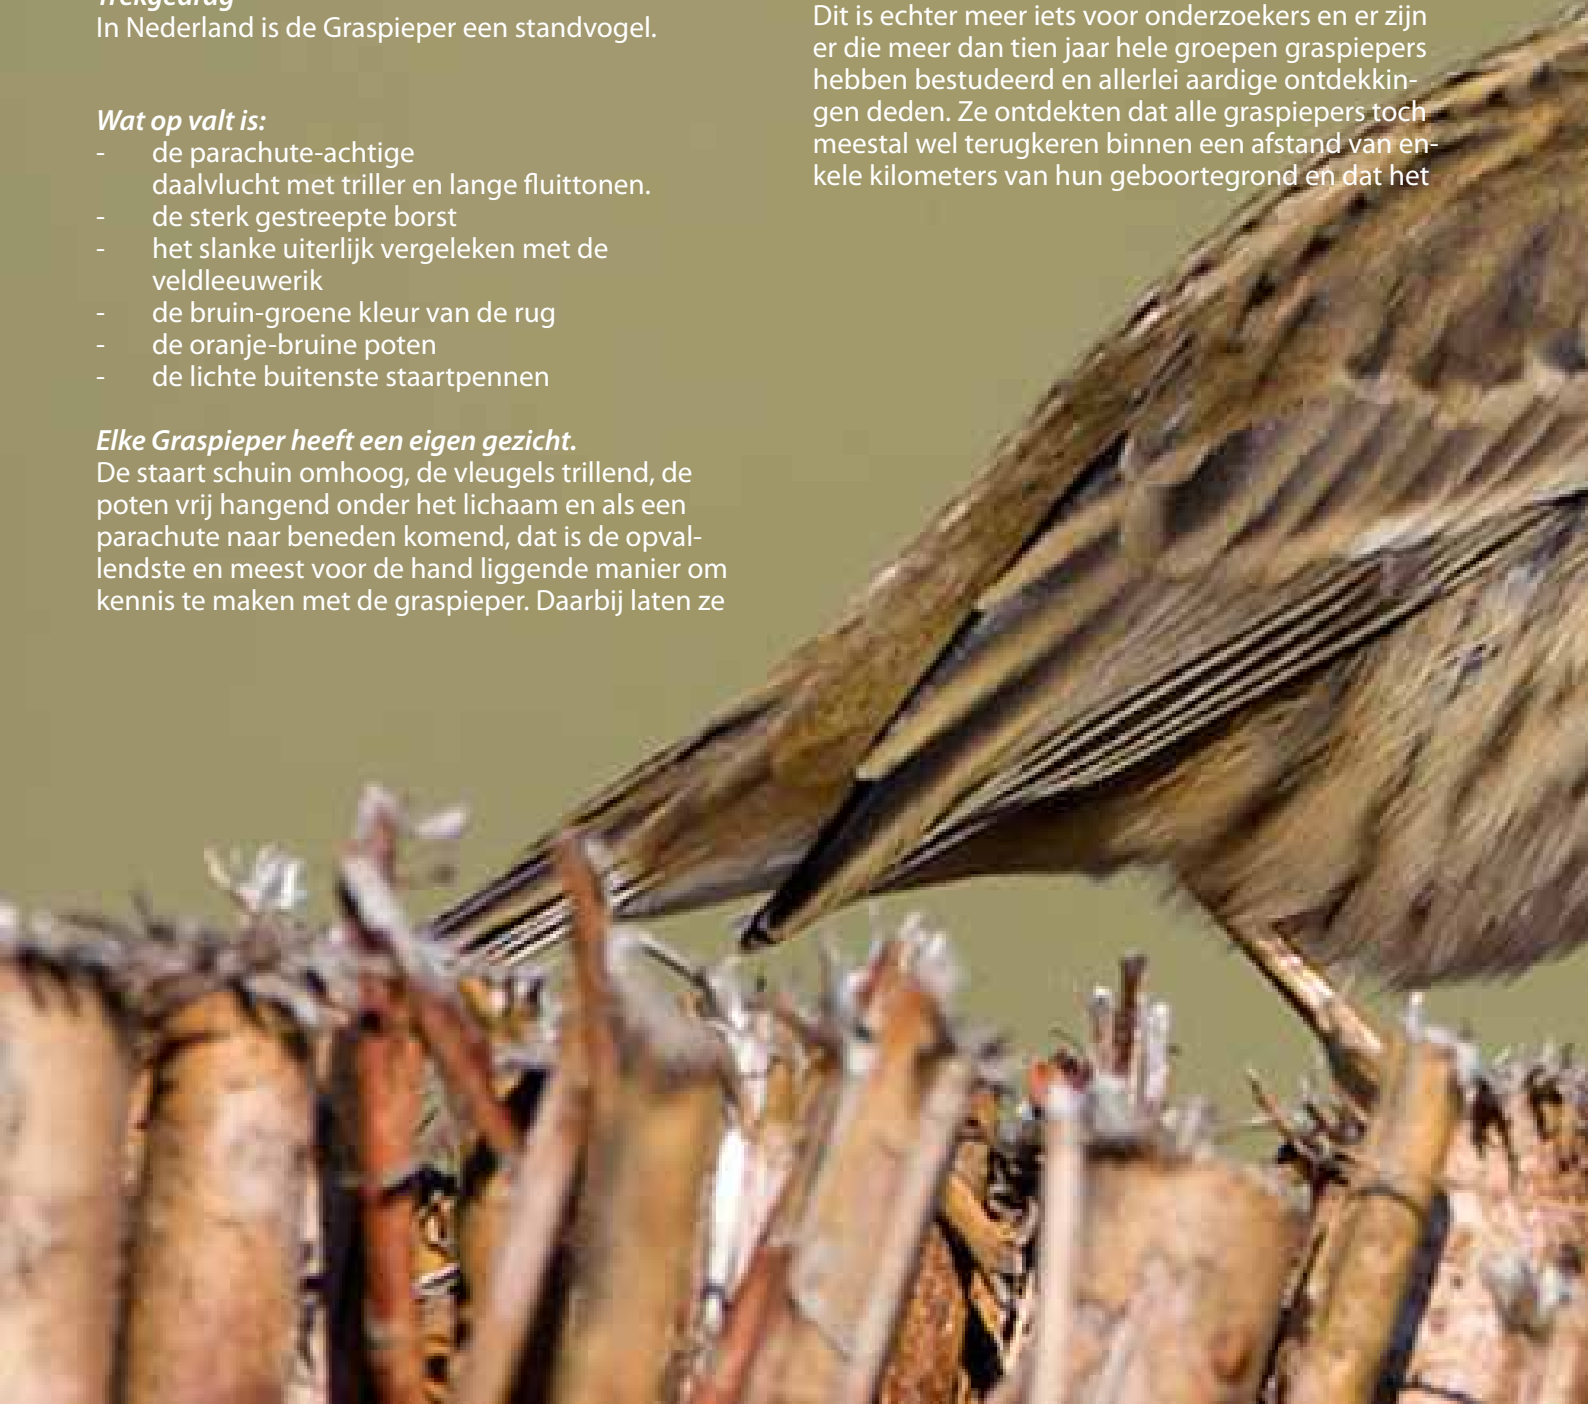 Trekgedrag
In Nederland is de Graspieper een standvogel.
Wat op valt is:
- de parachute-achtige
daalvlucht met triller en lange fluittonen.
- de sterk gestreepte borst
- het slanke uiterlijk vergeleken met de
veldleeuwerik
- de bruin-groene kleur van de rug
- de oranje-bruine poten
- de lichte buitenste staartpennen
Elke Graspieper heeft een eigen gezicht.
De staart schuin omhoog, de vleugels trillend, de
poten vrij hangend onder het lichaam en als een
parachute naar beneden komend, dat is de opval-
lendste en meest voor de hand liggende manier om
kennis te maken met de graspieper. Daarbij laten ze
Dit is echter meer iets voor onderzoekers en er zijn
er die meer dan tien jaar hele groepen graspiepers
hebben bestudeerd en allerlei aardige ontdekkin-
gen deden. Ze ontdekten dat alle graspiepers toch
meestal wel terugkeren binnen een afstand van en-
kele kilometers van hun geboortegrond en dat het